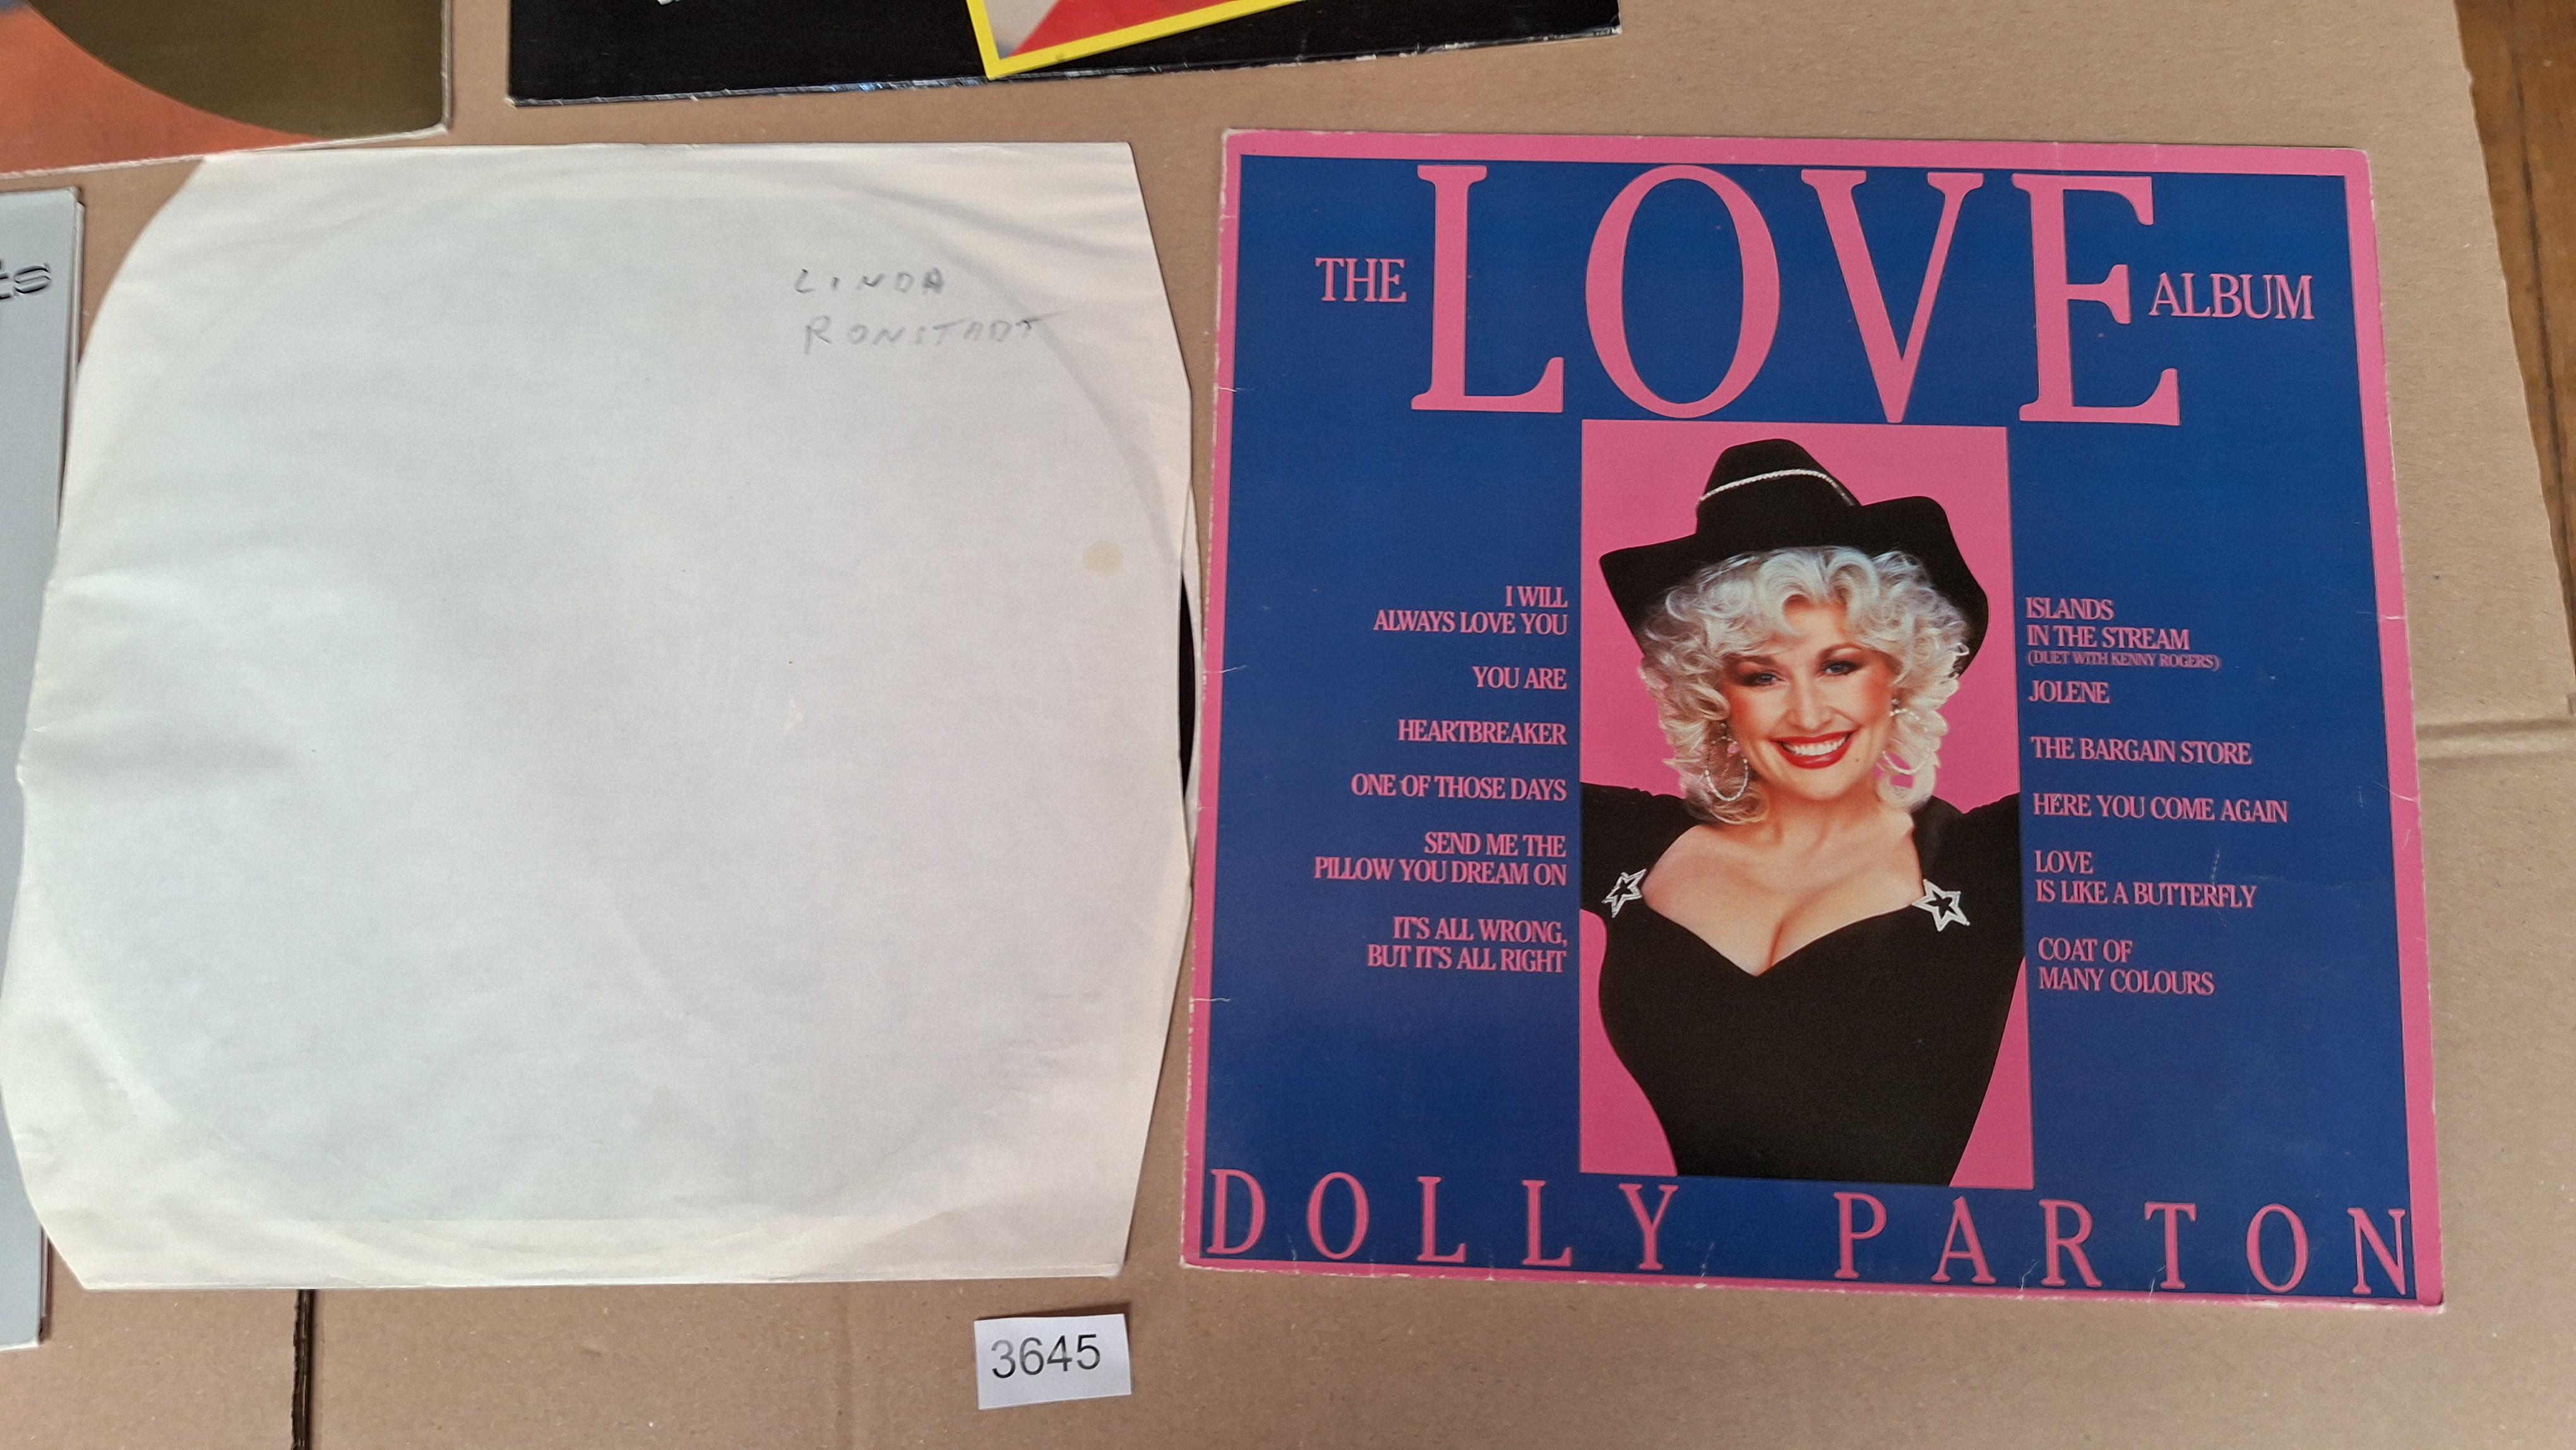 ts
LINDA
RONSTADT
THE LOVE ALBUM
I WILL
ALWAYS LOVE YOU
YOU ARE
HEARTBREAKER
ONE OF THOSE DAYS
SEND ME THE
PILLOW YOU DREAM ON
IT'S ALL WRONG,
BUT IT'S ALL RIGHT
ISLANDS
IN THE STREAM
(DUET WITH KENNY ROGERS)
JOLENE
THE BARGAIN STORE
HERE YOU COME AGAIN
LOVE
IS LIKE A BUTTERFLY
COAT OF
MANY COLOURS
DOLLY PARTON
3645